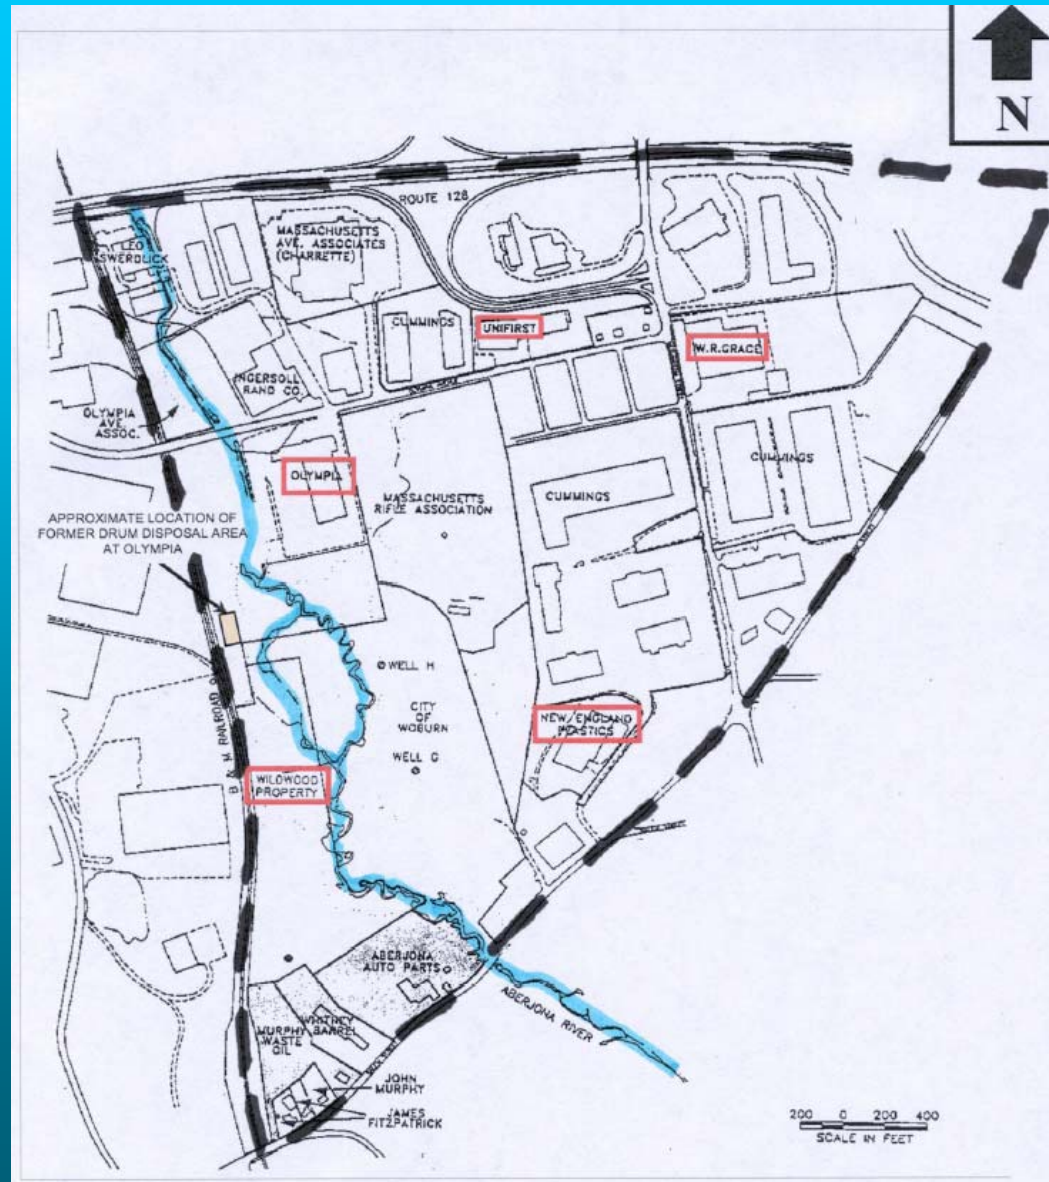 N
ROUTE 128
LEO
SWERDLICK
MASSACHUSETTS
AVE. ASSOCIATES
(CHARRETTE)
CUMMINGS
UNIFIRST
W.R.GRACE
INGERSOLL
RAND CO.
OLYMPIA
AVE.
ASSOC.
OLYMPIA
MASSACHUSETTS
RIFLE ASSOCIATION
CUMMINGS
CUMMINGS
APPROXIMATE LOCATION OF
FORMER DRUM DISPOSAL AREA
AT OLYMPIA
WELL H
CITY
OF
WOBURN
WELL G
NEW ENGLAND
PLASTICS
B & M RAILROAD
WILDWOOD
PROPERTY
ABERJONA
AUTO PARTS
ABERJONA RIVER
WHITNEY
BARREL
MURPHY
WASTE
OIL
JOHN
MURPHY
JAMES
FITZPATRICK
200 0 200 400
SCALE IN FEET